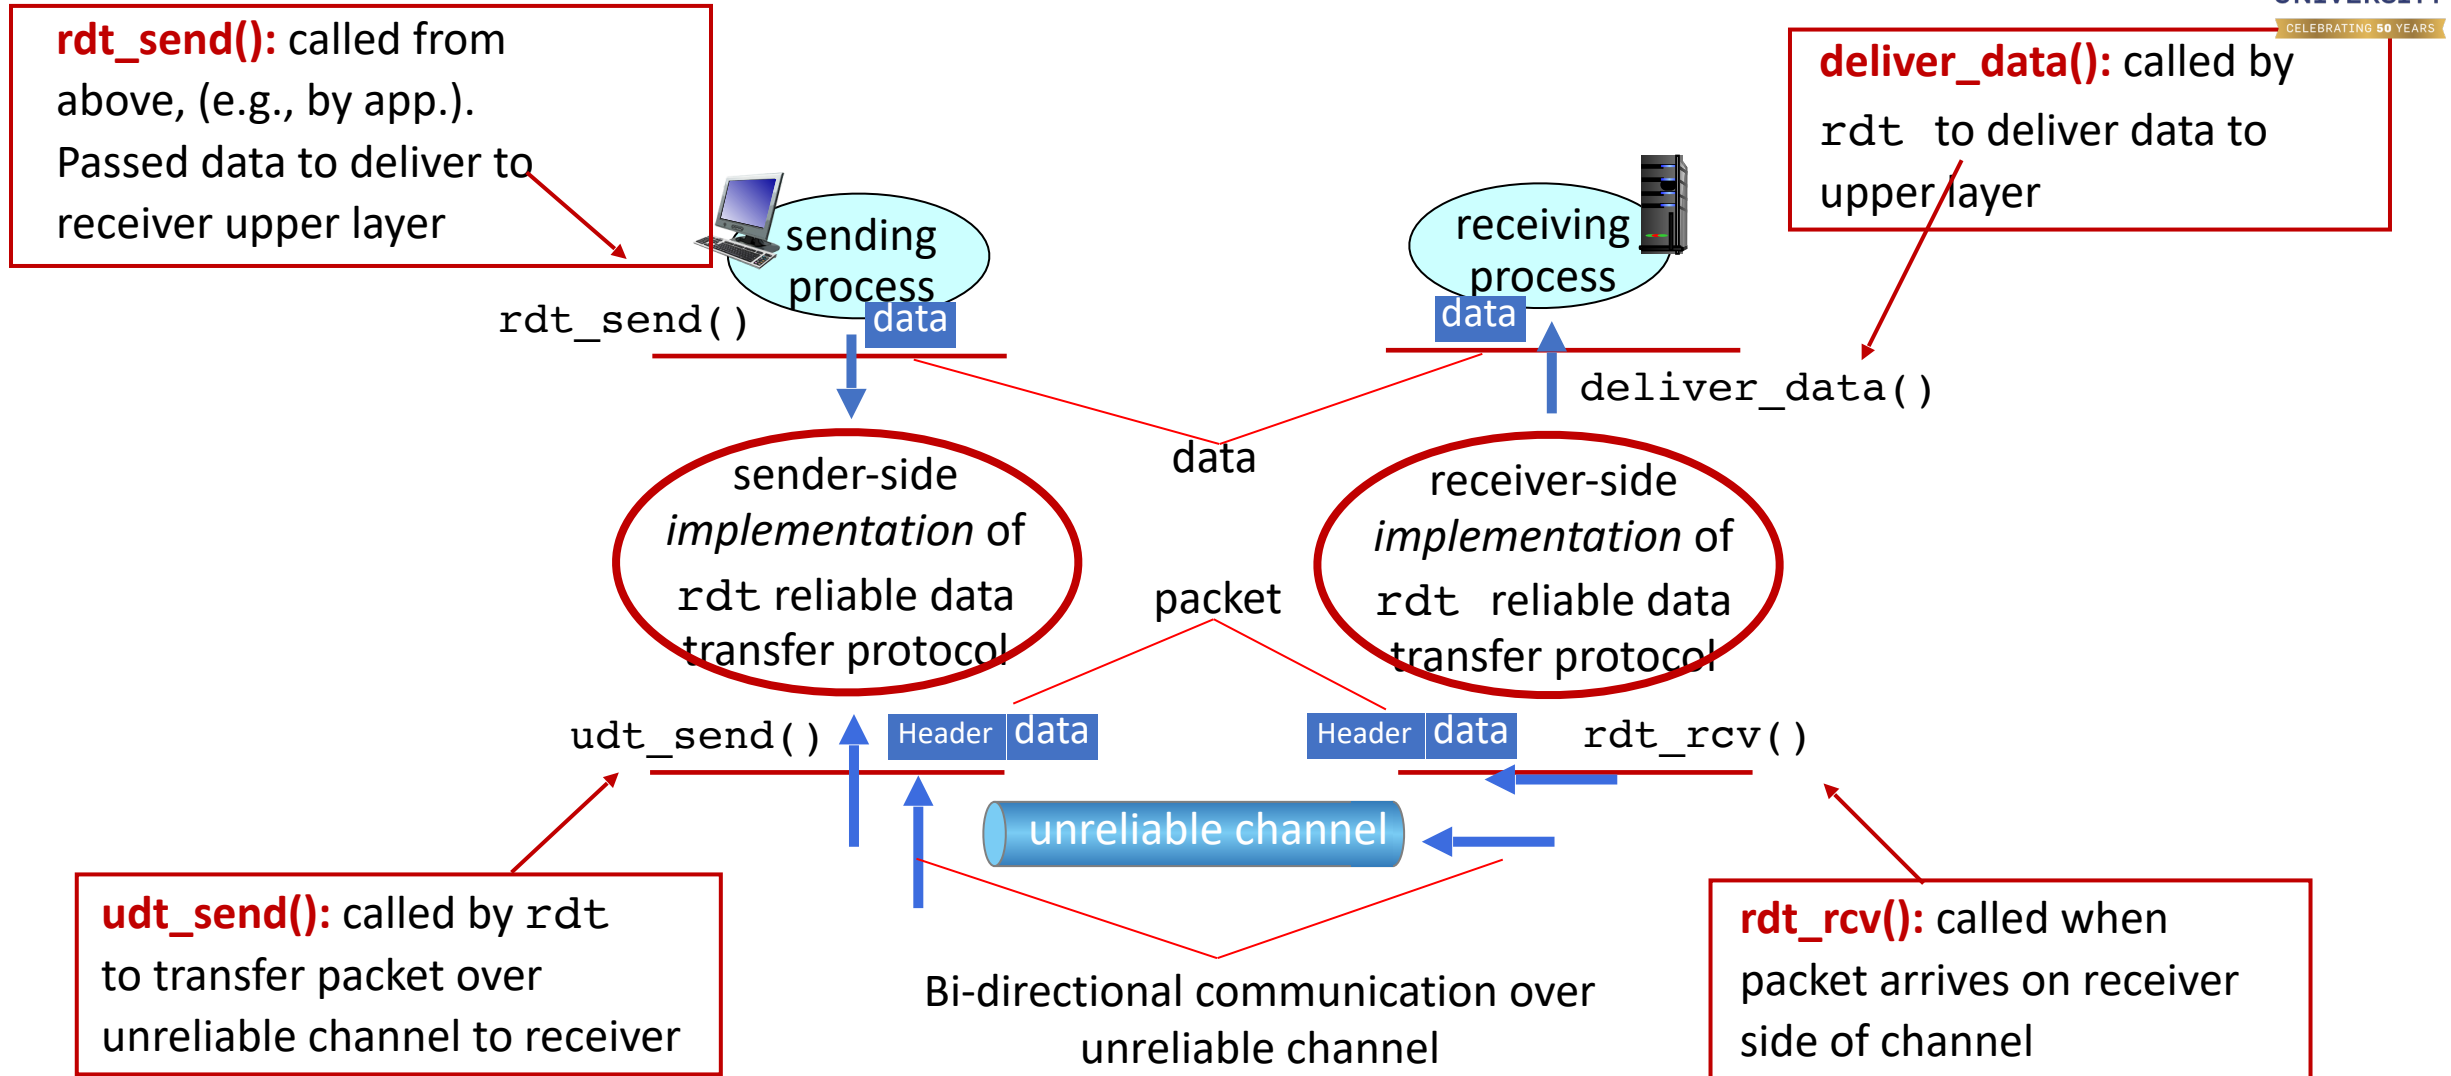 rdt_send(): called from
above, (e.g., by app.).
Passed data to deliver to
receiver upper layer
CELEBRATING 50 YEARS
deliver_data(): called by
rdt to deliver data to
upper layer
sending
process
receiving
process
rdt_send()
data
data
deliver_data()
data
sender-side
implementation of
rdt reliable data
transfer protocol
receiver-side
implementation of
rdt reliable data
transfer protocol
packet
udt_send()
Header data
Header data
rdt_rcv()
unreliable channel
udt_send(): called by rdt
to transfer packet over
unreliable channel to receiver
Bi-directional communication over
unreliable channel
rdt_rcv(): called when
packet arrives on receiver
side of channel